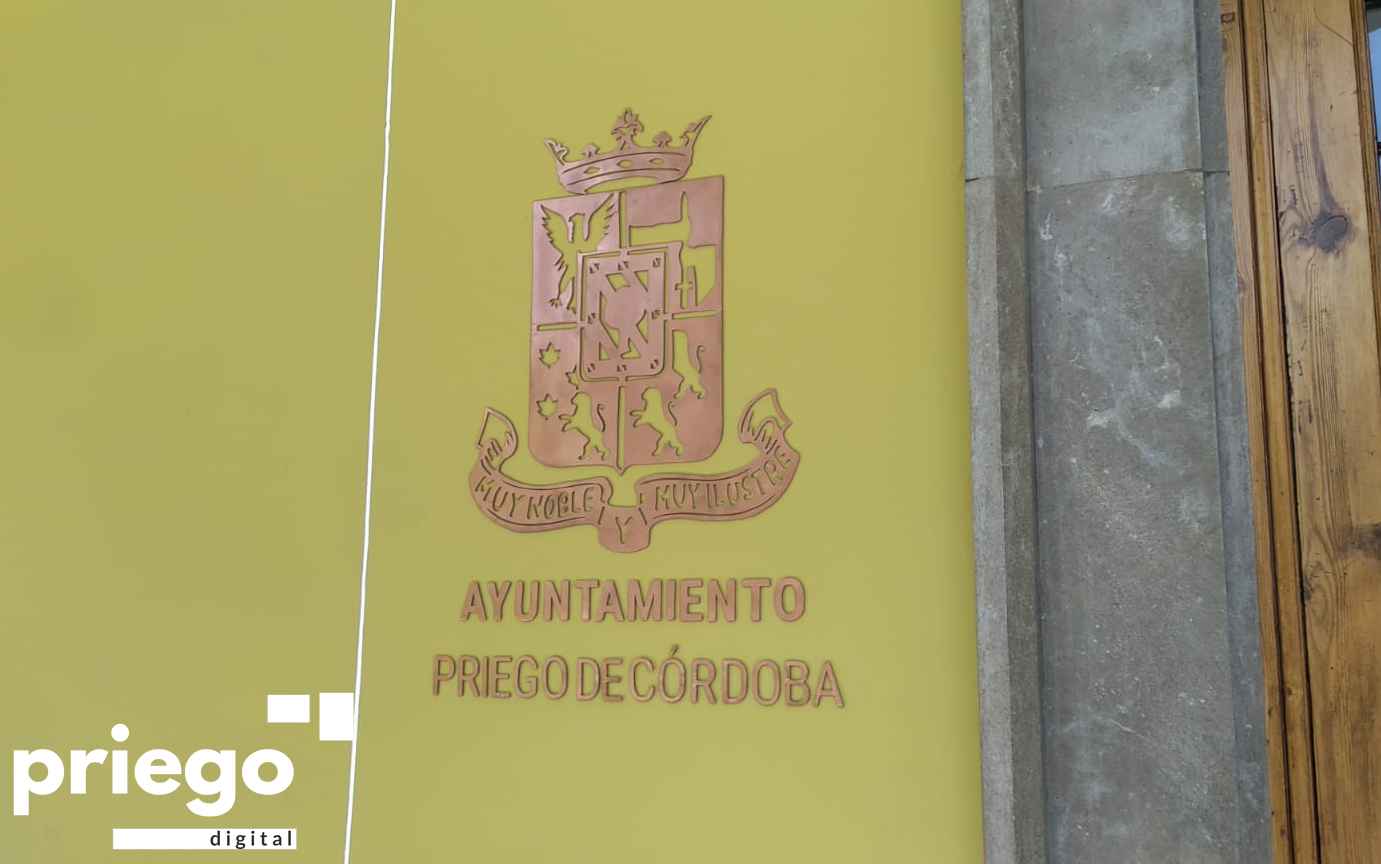 MUY NOBLE Y MUY ILUSTRE
AYUNTAMIENTO
PRIEGO DE CÓRDOBA
priego
digital